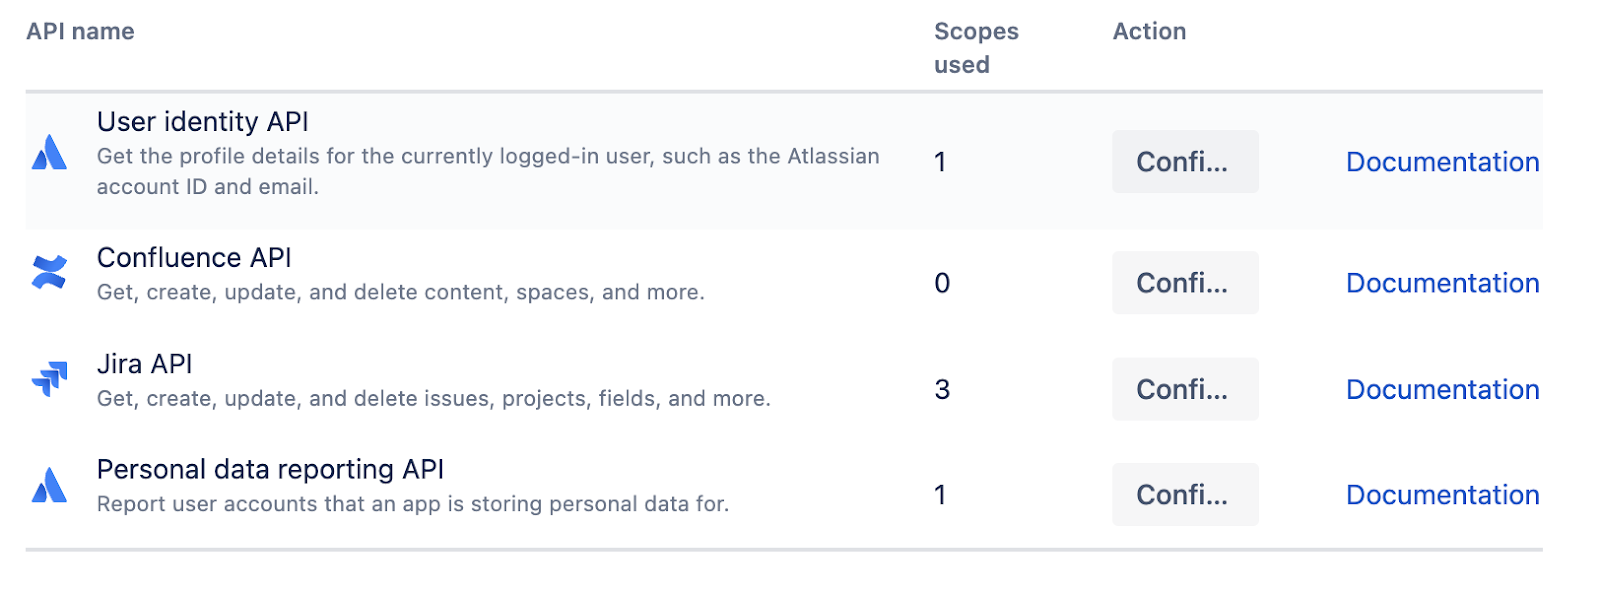 API name
Scopes used
Action
User identity API
Get the profile details for the currently logged-in user, such as the Atlassian
account ID and email.
1
Confi...
Documentation
Confluence API
Get, create, update, and delete content, spaces, and more.
0
Confi...
Documentation
Jira API
Get, create, update, and delete issues, projects, fields, and more.
3
Confi...
Documentation
Personal data reporting API
Report user accounts that an app is storing personal data for.
1
Confi...
Documentation